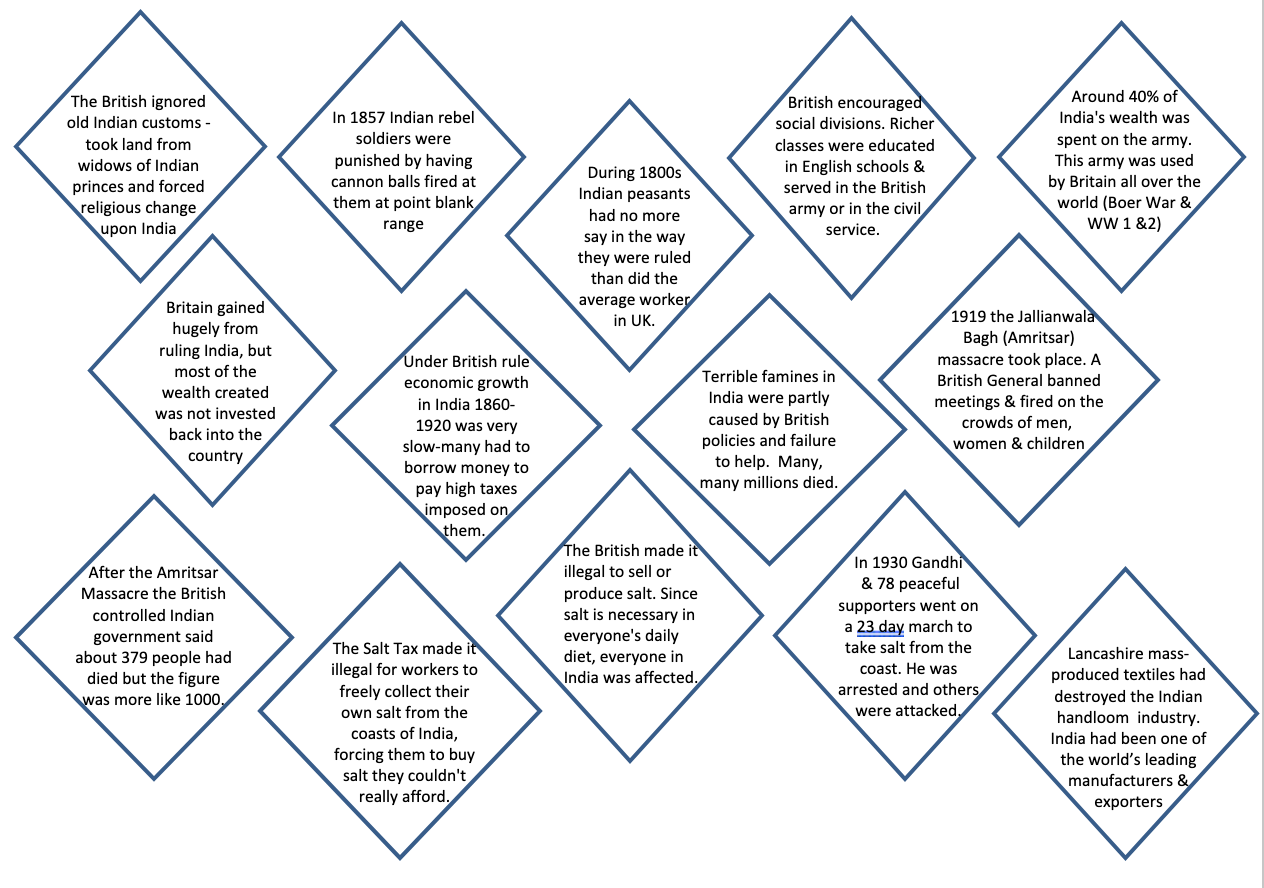 The British ignored
old Indian customs -
took land from
widows of Indian
princes and forced
religious change
upon India
In 1857 Indian rebel
soldiers were
punished by having
cannon balls fired at
them at point blank
range
During 1800s
Indian peasants
had no more
say in the way
they were ruled
than did the
average worker
in UK.
British encouraged
social divisions. Richer
classes were educated
in English schools &
served in the British
army or in the civil
service.
Around 40% of
India's wealth was
spent on the army.
This army was used
by Britain all over the
world (Boer War &
WW 1 &2)
Britain gained
hugely from
ruling India, but
most of the
wealth created
was not invested
back into the
country
Under British rule
economic growth
in India 1860-
1920 was very
slow-many had to
borrow money to
pay high taxes
imposed on
them.
Terrible famines in
India were partly
caused by British
policies and failure
to help.  Many,
many millions died.
1919 the Jallianwala
Bagh (Amritsar)
massacre took place. A
British General banned
meetings & fired on the
crowds of men,
women & children
After the Amritsar
Massacre the British
controlled Indian
government said
about 379 people had
died but the figure
was more like 1000.
The Salt Tax made it
illegal for workers to
freely collect their
own salt from the
coasts of India,
forcing them to buy
salt they couldn't
really afford.
The British made it
illegal to sell or
produce salt. Since
salt is necessary in
everyone's daily
diet, everyone in
India was affected.
In 1930 Gandhi
& 78 peaceful
supporters went on
a 23 day march to
take salt from the
coast. He was
arrested and others
were attacked.
Lancashire mass-
produced textiles had
destroyed the Indian
handloom  industry.
India had been one of
the world’s leading
manufacturers &
exporters